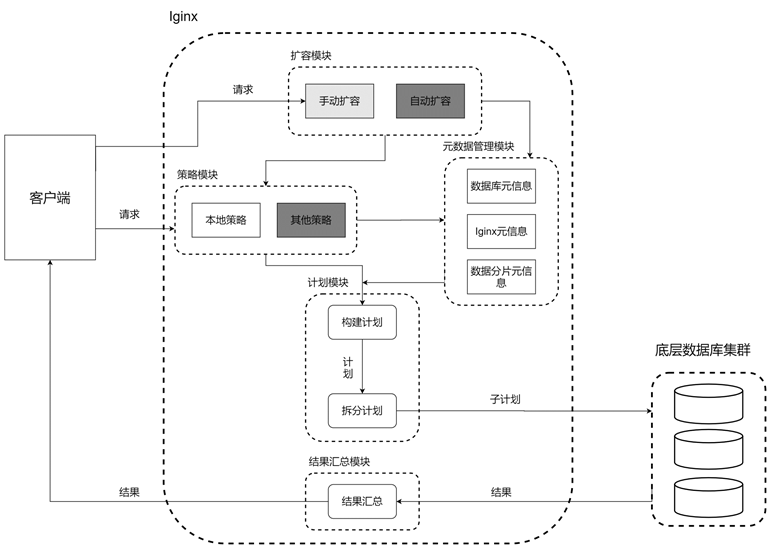 Iginx
扩容模块
请求
手动扩容
自动扩容
元数据管理模块
策略模块
数据库元信息
客户端
请求
本地策略
其他策略
Iginx元信息
数据分片元信
息
计划模块
构建计划
计
划
底层数据库集群
拆分计划
子计划
结果汇总模块
结果
结果汇总
结果